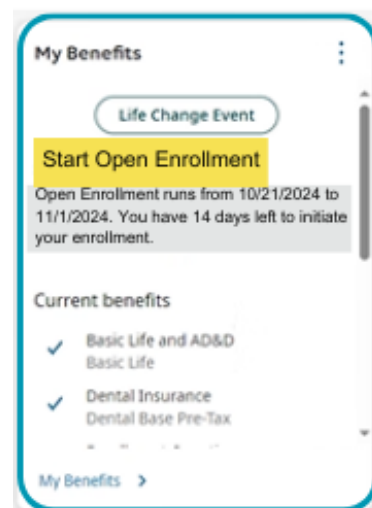 My Benefits
Life Change Event
Start Open Enrollment
Open Enrollment runs from 10/21/2024 to
11/1/2024. You have 14 days left to initiate
your enrollment.
Current benefits
Basic Life and AD&D
Basic Life
Dental Insurance
Dental Base Pre-Tax
My Benefits